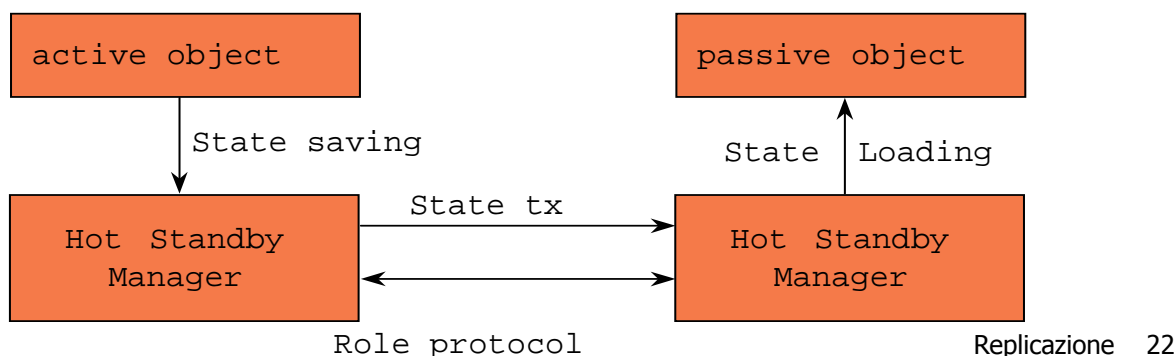 active object
passive object
State saving
State Loading
State tx
Hot Standby
Manager
Hot Standby
Manager
Role protocol
Replicazione 22